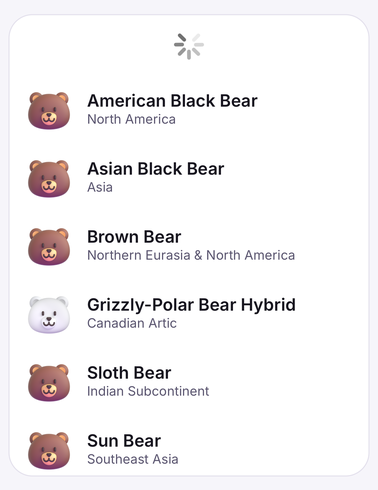 American Black Bear
North America
Asian Black Bear
Asia
Brown Bear
Northern Eurasia & North America
Grizzly-Polar Bear Hybrid
Canadian Artic
Sloth Bear
Indian Subcontinent
Sun Bear
Southeast Asia